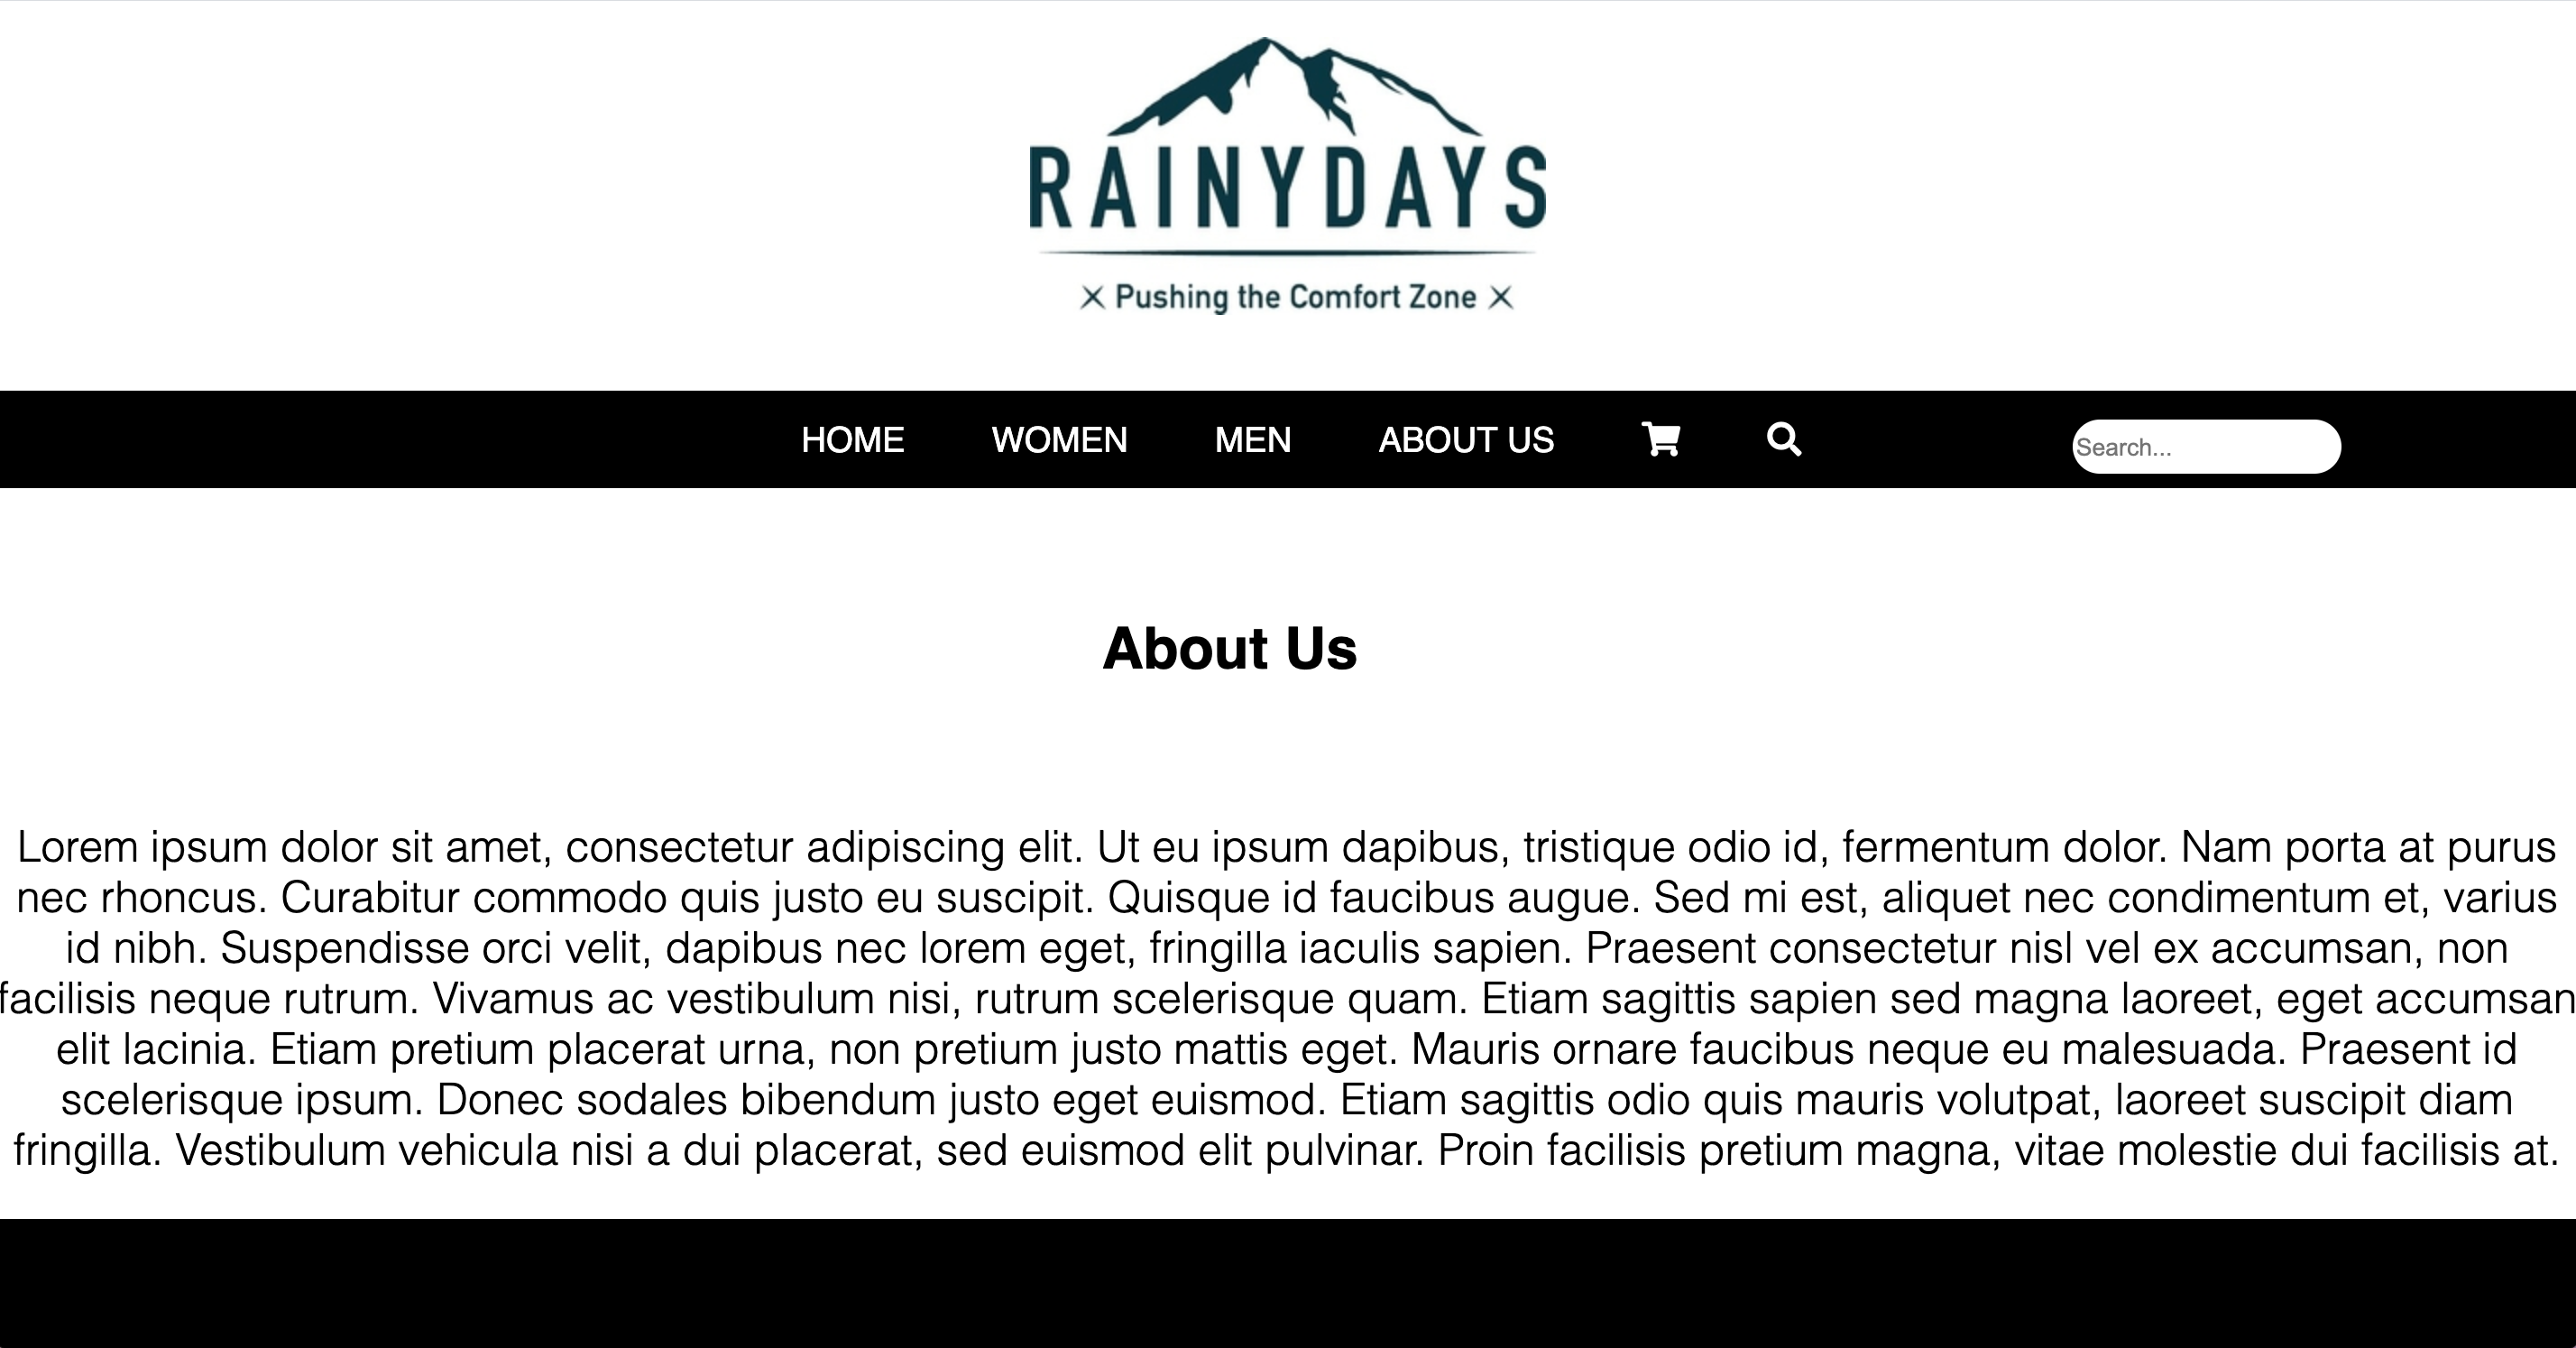 RAINYDAYS
Pushing the Comfort Zone
HOME WOMEN MEN ABOUT US Search...
About Us
Lorem ipsum dolor sit amet, consectetur adipiscing elit. Ut eu ipsum dapibus, tristique odio id, fermentum dolor. Nam porta at purus
nec rhoncus. Curabitur commodo quis justo eu suscipit. Quisque id faucibus augue. Sed mi est, aliquet nec condimentum et, varius
id nibh. Suspendisse orci velit, dapibus nec lorem eget, fringilla iaculis sapien. Praesent consectetur nisl vel ex accumsan, non
facilisis neque rutrum. Vivamus ac vestibulum nisi, rutrum scelerisque quam. Etiam sagittis sapien sed magna laoreet, eget accumsan
elit lacinia. Etiam pretium placerat urna, non pretium justo mattis eget. Mauris ornare faucibus neque eu malesuada. Praesent id
scelerisque ipsum. Donec sodales bibendum justo eget euismod. Etiam sagittis odio quis mauris volutpat, laoreet suscipit diam
fringilla. Vestibulum vehicula nisi a dui placerat, sed euismod elit pulvinar. Proin facilisis pretium magna, vitae molestie dui facilisis at.